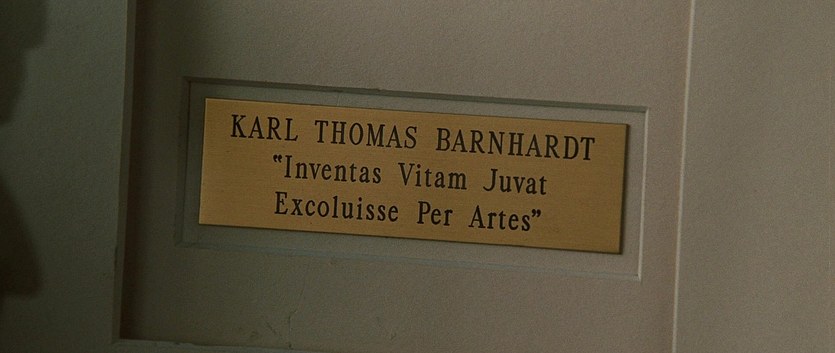 KARL THOMAS BARNHARDT
"Inventas Vitam Juvat
Excoluisse Per Artes"